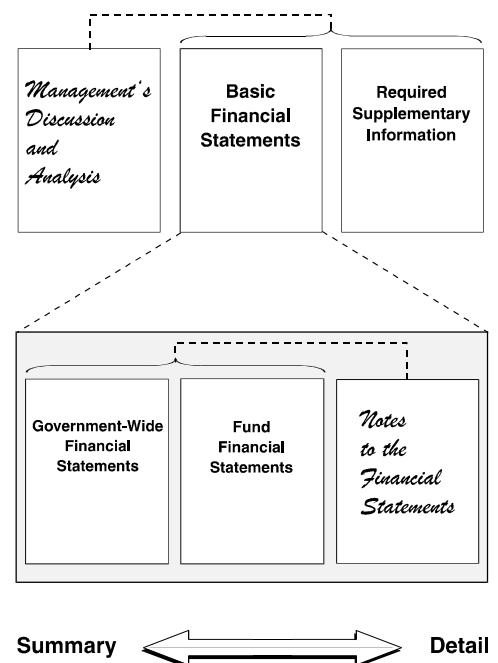 Management's
Discussion
and
Analysis
Basic
Financial
Statements
Required
Supplementary
Information
Government-Wide
Financial
Statements
Fund
Financial
Statements
Notes
to the
Financial
Statements
Summary
Detail